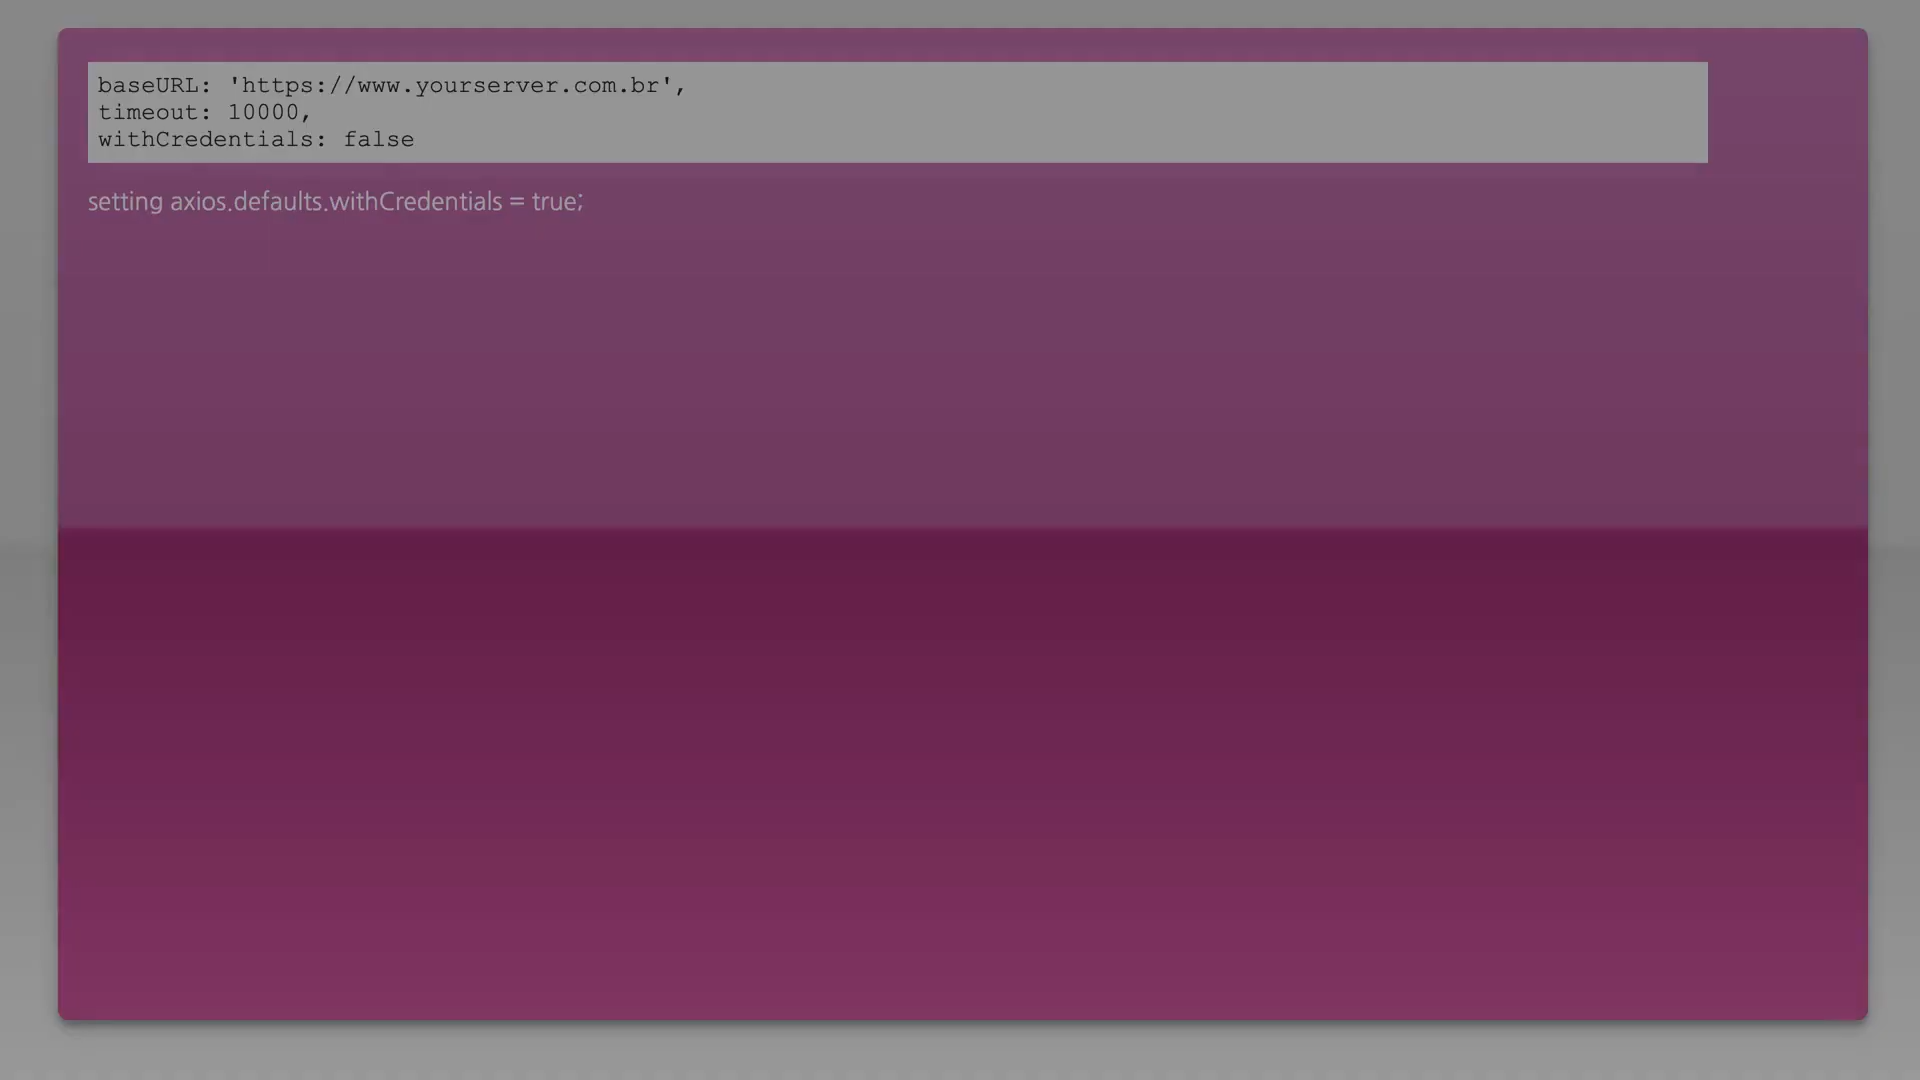 baseURL: 'https://www.yourserver.com.br',
timeout: 10000,
withCredentials: false
setting axios.defaults.withCredentials = true;